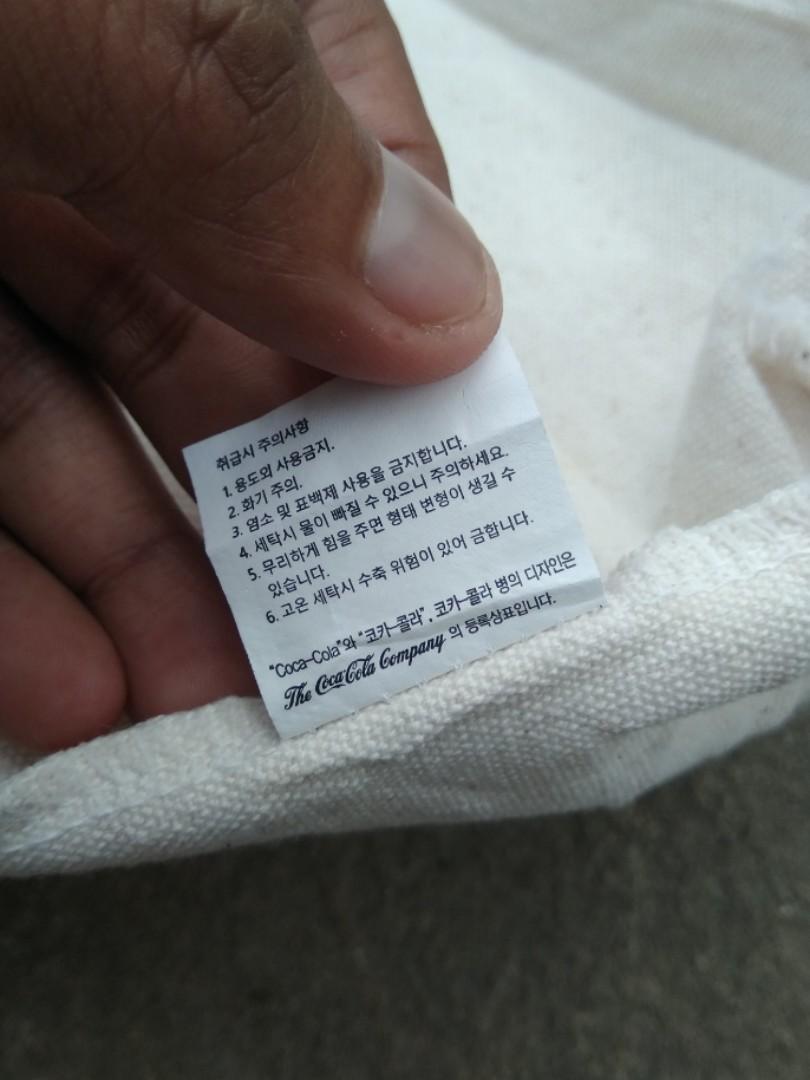 취급시 주의사항
1. 용도외 사용금지.
2. 화기 주의.
3. 염소 및 표백제 사용을 금지합니다.
4. 세탁시 물이 빠질 수 있으니 주의하세요.
5. 무리하게 힘을 주면 형태 변형이 생길 수
있습니다.
6. 고온 세탁시 수축 위험이 있어 금합니다.
"Coca-Cola"와 "코카-콜라", 코카-콜라 병의 디자인은
The Coca-Cola Company 의 등록상표입니다.